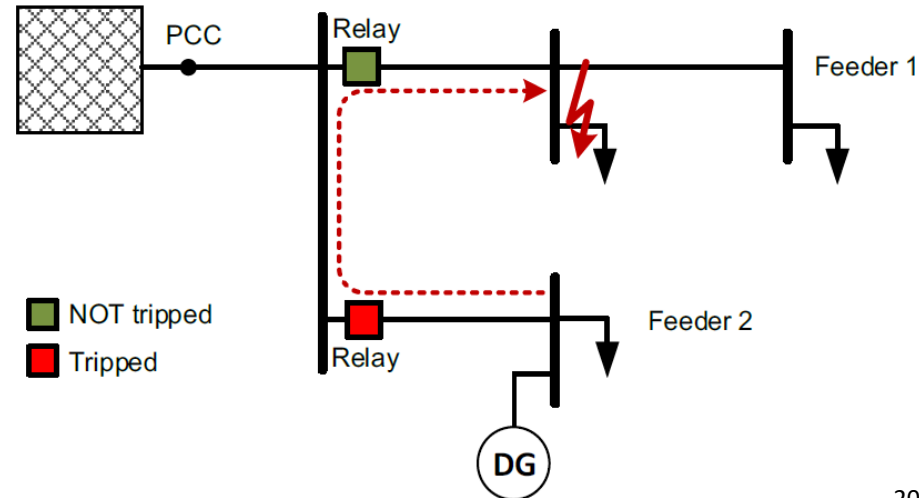 PCC
Relay
Feeder 1
NOT tripped
Tripped
Relay
Feeder 2
DG